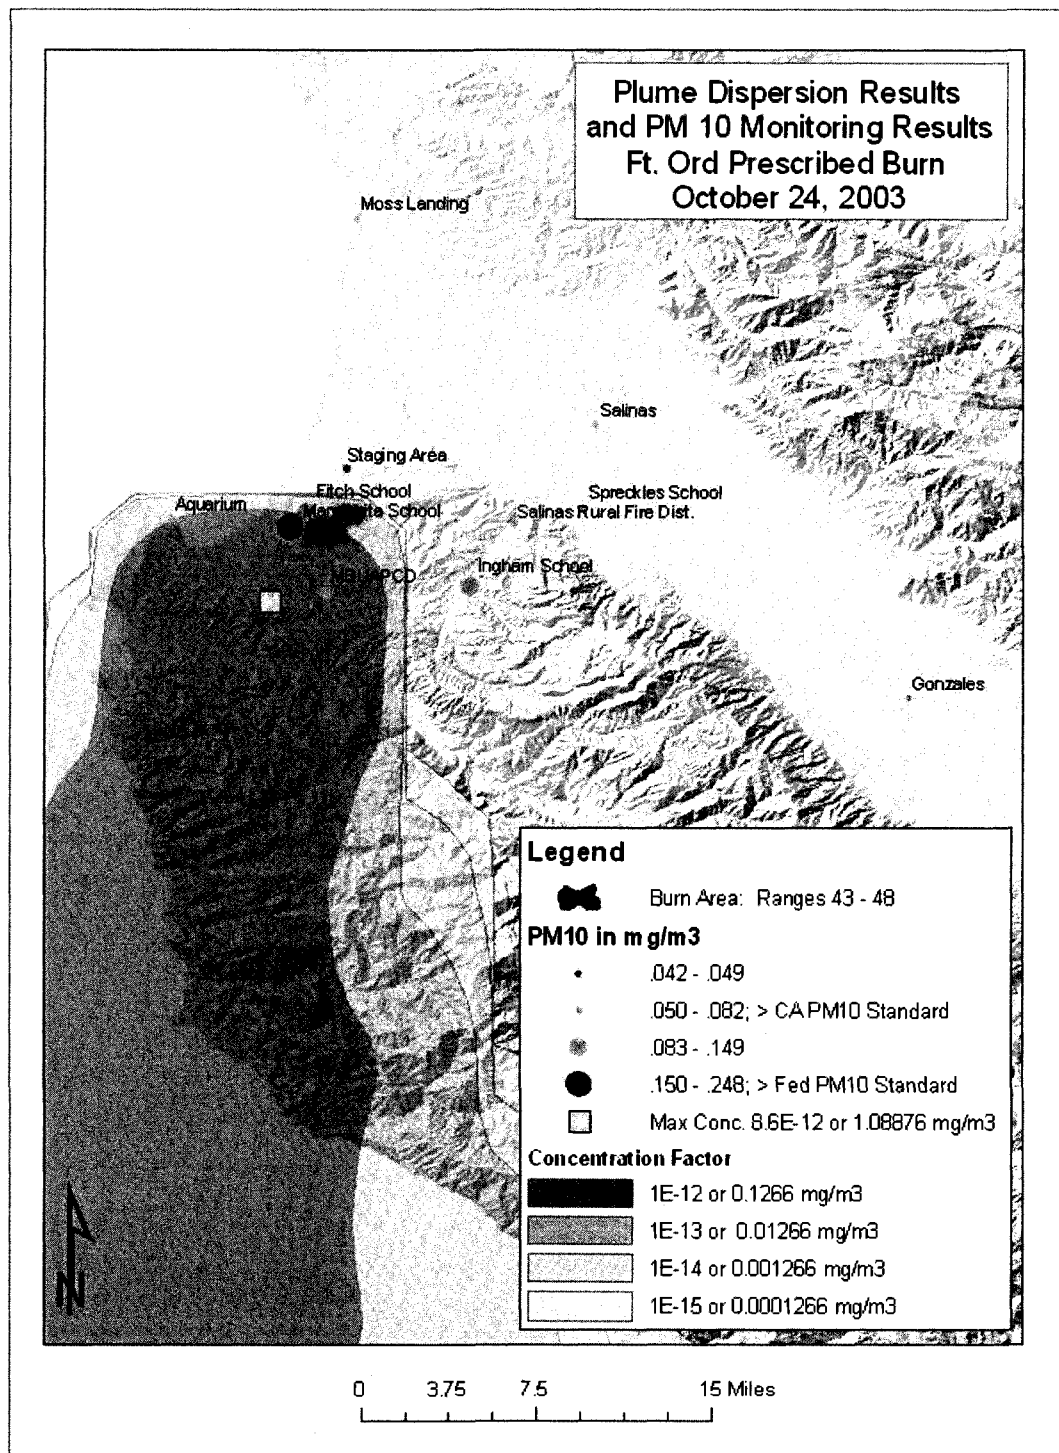 Plume Dispersion Results
and PM 10 Monitoring Results
Ft. Ord Prescribed Burn
October 24, 2003
Moss Landing
Salinas
Staging Area
Fitch School
Spreckles School
Aquarium
School
Salinas Rural Fire Dist.
Ingham School
Gonzales
Legend
Burn Area: Ranges 43 - 48
PM10 in mg/m3
.042 - .049
.050 - .082; > CA PM10 Standard
.083 - .149
.150 - .248; > Fed PM10 Standard
Max Conc. 8.6E-12 or 1.08876 mg/m3
Concentration Factor
1E-12 or 0.1266 mg/m3
1E-13 or 0.01266 mg/m3
1E-14 or 0.001266 mg/m3
1E-15 or 0.0001266 mg/m3
N
0 3.75 7.5 15 Miles